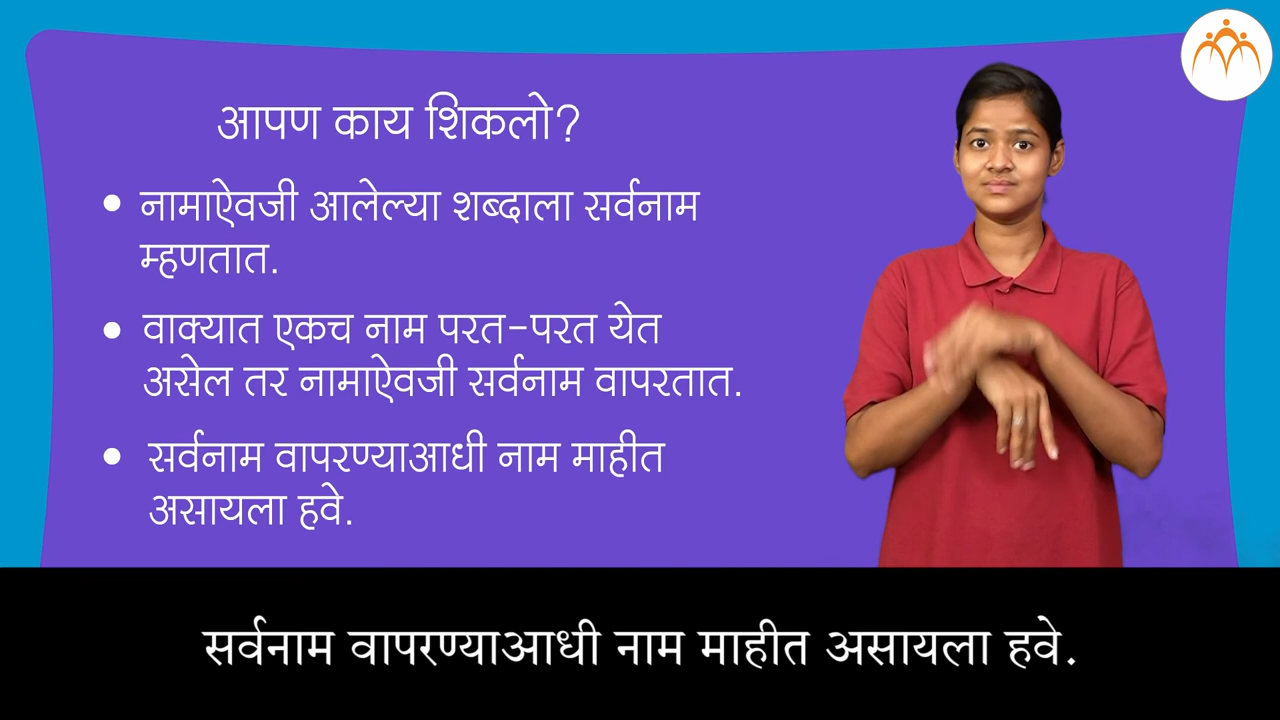 आपण काय शिकलो?
• नामाऐवजी आलेल्या शब्दाला सर्वनाम
म्हणतात.
• वाक्यात एकच नाम परत-परत येत
असेल तर नामाऐवजी सर्वनाम वापरतात.
• सर्वनाम वापरण्याआधी नाम माहीत
असायला हवे.
सर्वनाम वापरण्याआधी नाम माहीत असायला हवे.